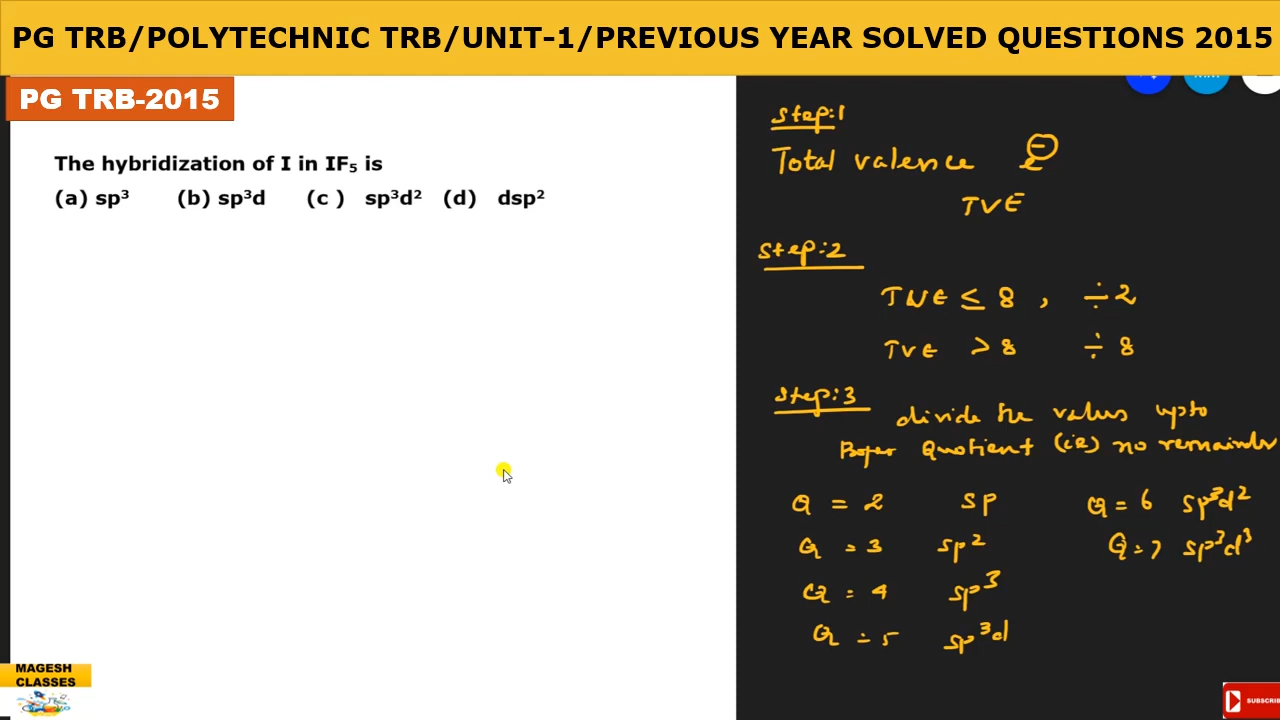 PG TRB/POLYTECHNIC TRB/UNIT-1/PREVIOUS YEAR SOLVED QUESTIONS 2015
PG TRB-2015
The hybridization of I in IF₅ is
(a) sp³ (b) sp³d (c ) sp³d² (d) dsp²
Step:1
Total valence e⊖
TVE
Step:2
TVE ≤ 8 , ÷ 2
TVE > 8 ÷ 8
Step:3
divide the values upto
Quotient (ie) no remainder
Q = 2 sp
Q = 3 sp²
Q = 4 sp³
Q = 5 sp³d
Q = 6 sp³d²
Q = 7 sp³d³
MAGESH
CLASSES
SUBSCRIB